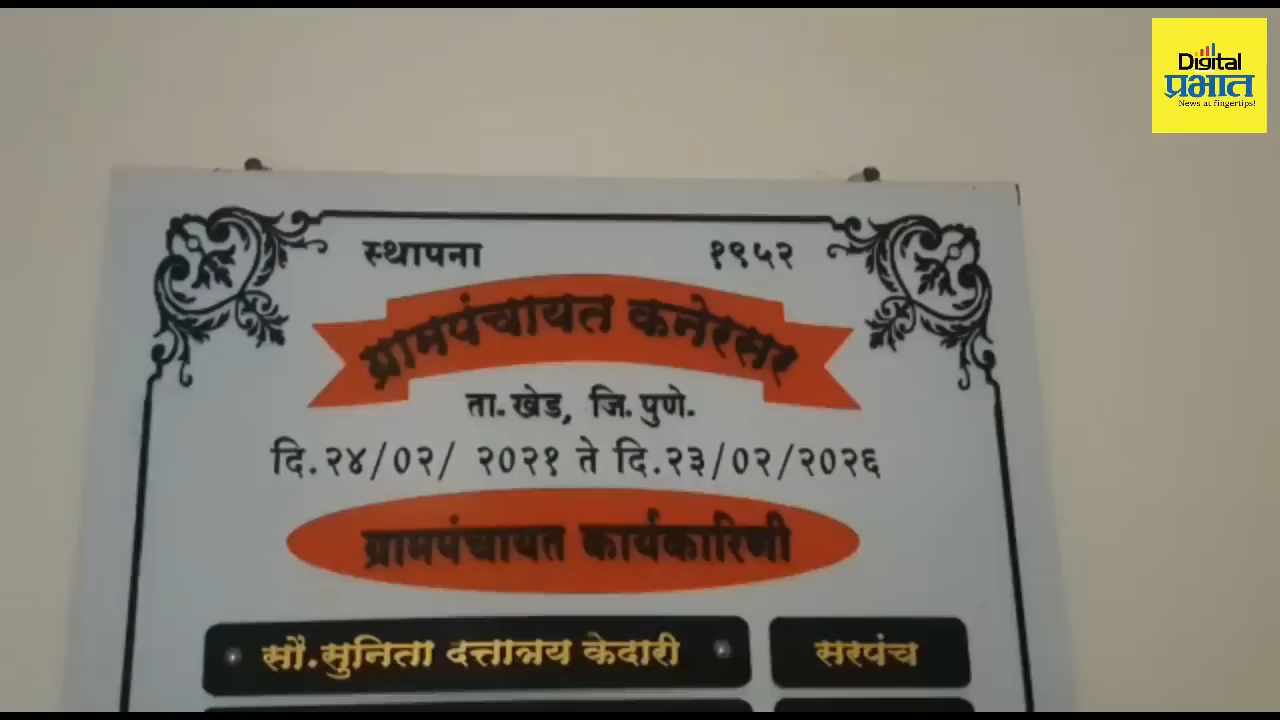 Digital
प्रभात
News at fingertips!
स्थापना १९५२
ग्रामपंचायत कनेरसर
ता. खेड, जि. पुणे.
दि.२४/०२/ २०२१ ते दि.२३/०२/२०२६
ग्रामपंचायत कार्यकारिणी
सौ.सुनिता दत्तात्रय केदारी सरपंच